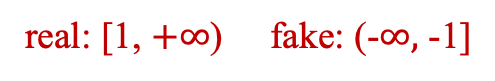 real: [1, +∞)    fake: (-∞, -1]